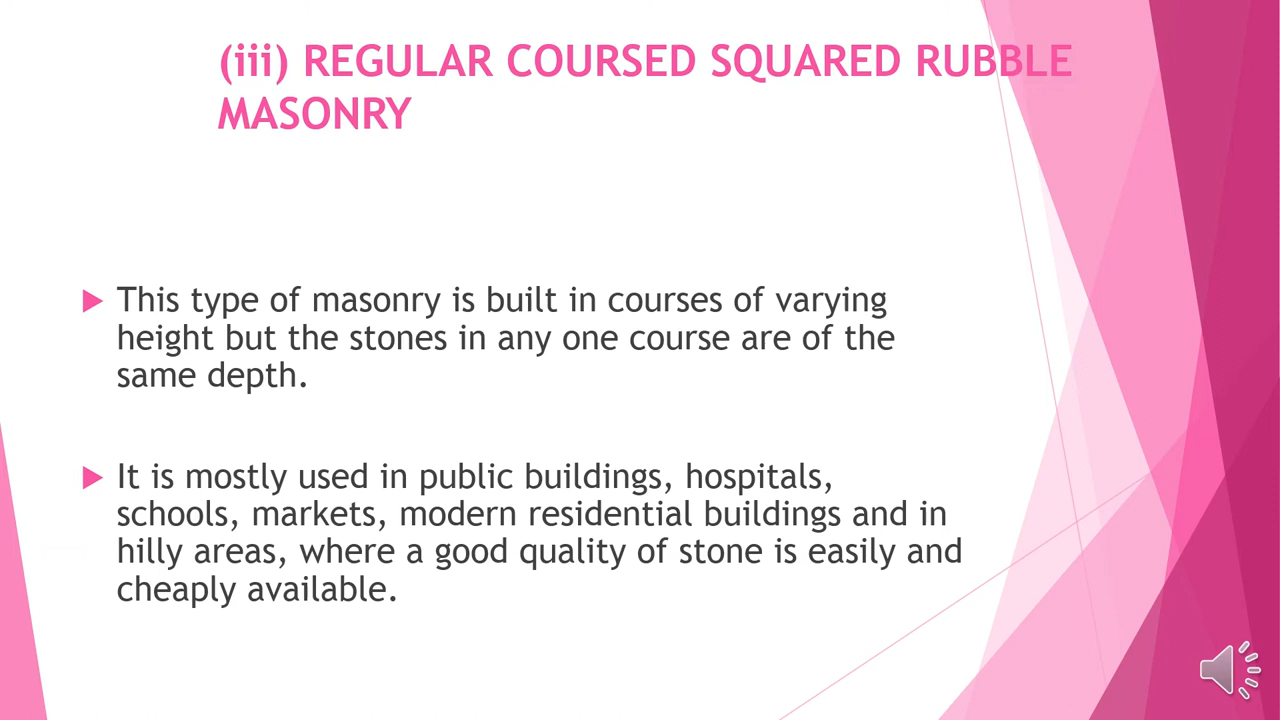 (iii) REGULAR COURSED SQUARED RUBBLE
MASONRY
This type of masonry is built in courses of varying
height but the stones in any one course are of the
same depth.
It is mostly used in public buildings, hospitals,
schools, markets, modern residential buildings and in
hilly areas, where a good quality of stone is easily and
cheaply available.